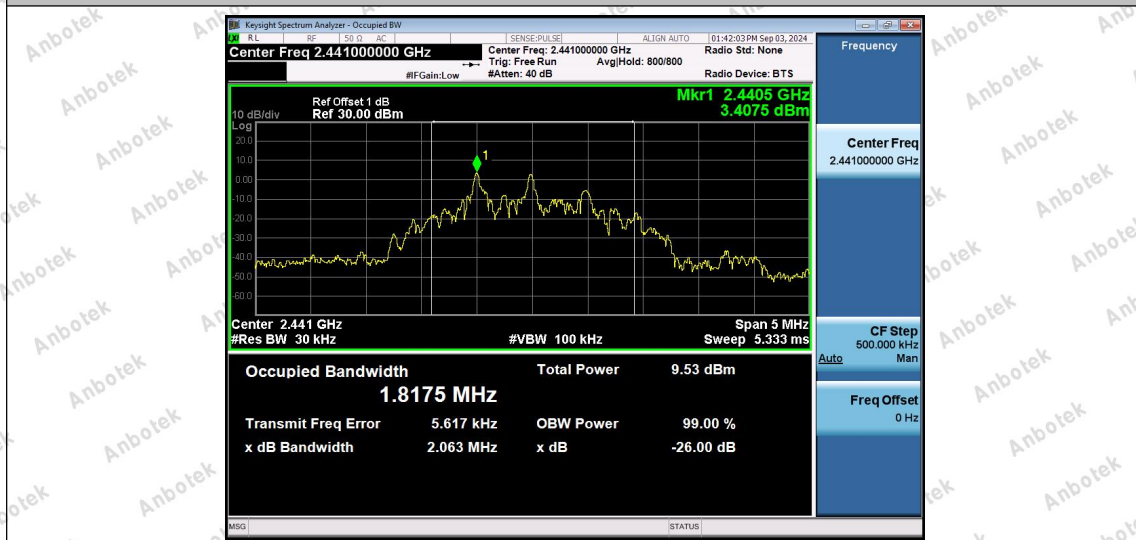 Keysight Spectrum Analyzer - Occupied BW
LXI RL RF 50 Ω AC SENSE:PULSE ALIGN AUTO 01:42:03 PM Sep 03, 2024
Center Freq 2.441000000 GHz
Center Freq: 2.441000000 GHz Radio Std: None
Trig: Free Run Avg|Hold: 800/800
#IFGain:Low #Atten: 40 dB Radio Device: BTS
Frequency
Mkr1 2.4405 GHz
3.4075 dBm
Ref Offset 1 dB
10 dB/div Ref 30.00 dBm
Log
20.0
10.0
0.00
-10.0
-20.0
-30.0
-40.0
-50.0
-60.0
1
Center 2.441 GHz Span 5 MHz
#Res BW 30 kHz #VBW 100 kHz Sweep 5.333 ms
Occupied Bandwidth Total Power 9.53 dBm
1.8175 MHz
Transmit Freq Error 5.617 kHz OBW Power 99.00 %
x dB Bandwidth 2.063 MHz x dB -26.00 dB
Center Freq
2.441000000 GHz
CF Step
500.000 kHz
Auto Man
Freq Offset
0 Hz
MSG STATUS
Anbotek